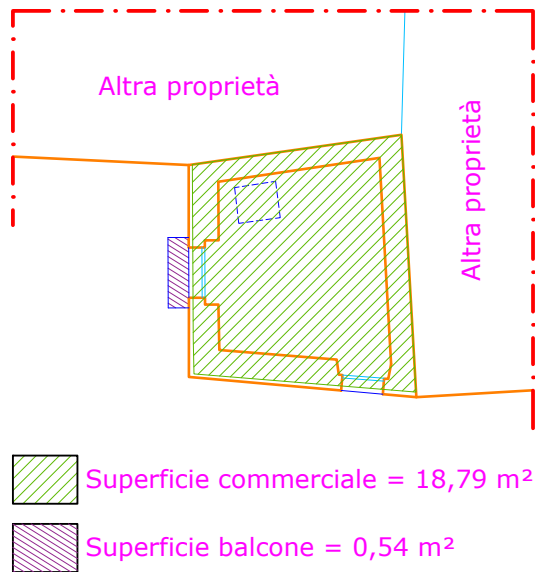 Altra proprietà
Altra proprietà
Superficie commerciale = 18,79 m²
Superficie balcone = 0,54 m²